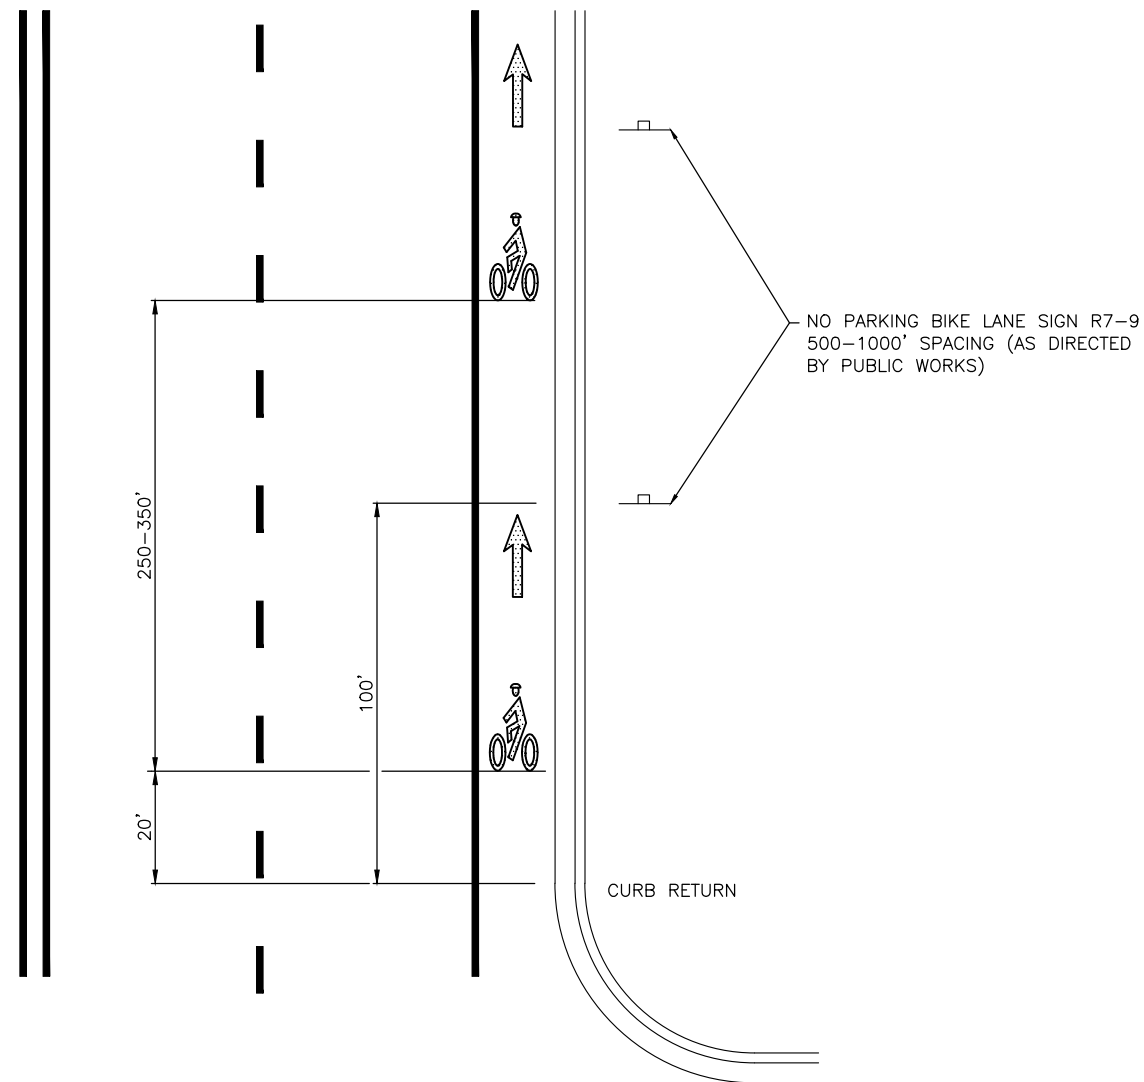 NO PARKING BIKE LANE SIGN R7-9
500-1000' SPACING (AS DIRECTED
BY PUBLIC WORKS)
250-350'
100'
20'
CURB RETURN